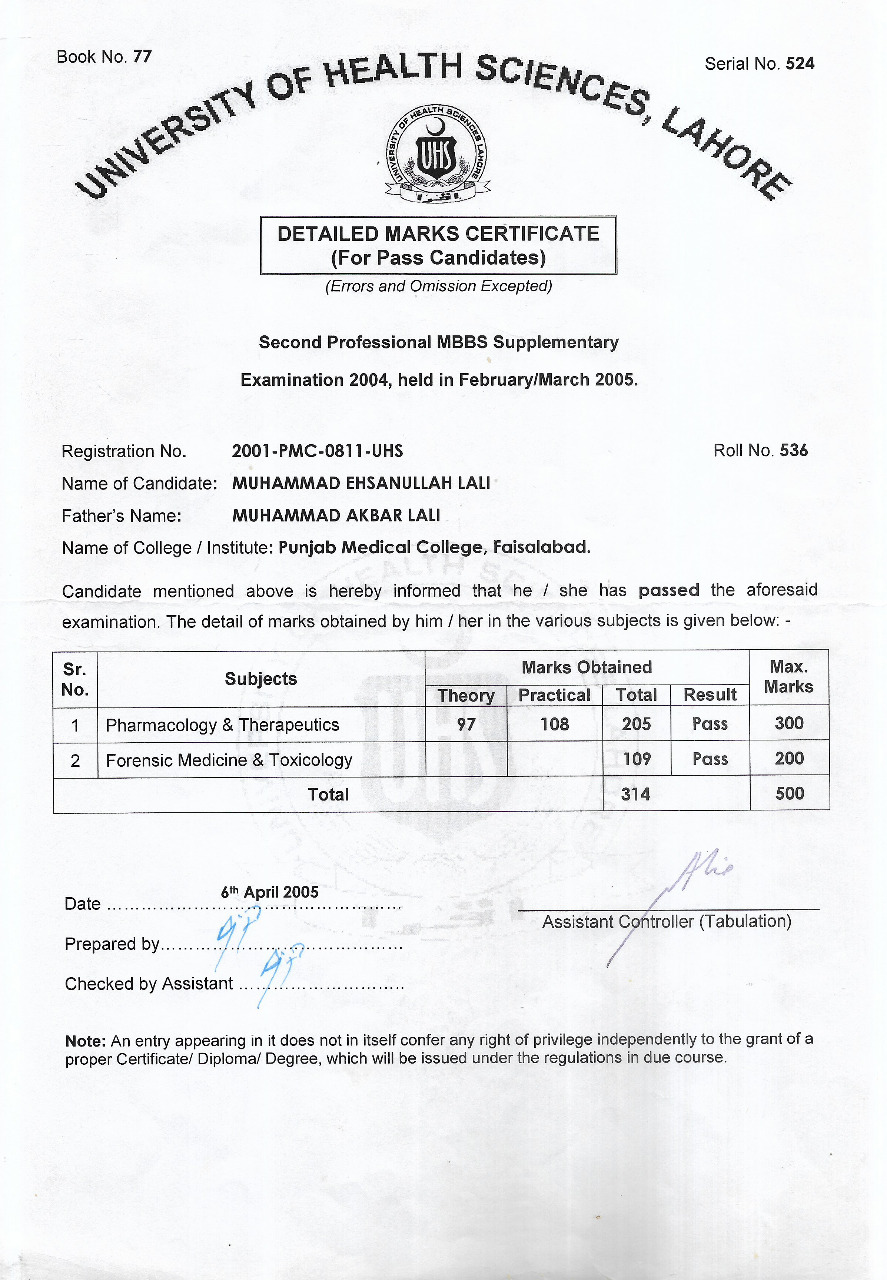 Book No. 77
Serial No. 524
UNIVERSITY OF HEALTH SCIENCES, LAHORE
UNIVERSITY OF HEALTH SCIENCES LAHORE
UHS
DETAILED MARKS CERTIFICATE
(For Pass Candidates)
(Errors and Omission Excepted)
Second Professional MBBS Supplementary
Examination 2004, held in February/March 2005.
Registration No. 2001-PMC-0811-UHS Roll No. 536
Name of Candidate: MUHAMMAD EHSANULLAH LALI
Father's Name: MUHAMMAD AKBAR LALI
Name of College / Institute: Punjab Medical College, Faisalabad.
Candidate mentioned above is hereby informed that he / she has passed the aforesaid
examination. The detail of marks obtained by him / her in the various subjects is given below: -
Sr. No. Subjects Marks Obtained Max. Marks
Theory Practical Total Result
1 Pharmacology & Therapeutics 97 108 205 Pass 300
2 Forensic Medicine & Toxicology 109 Pass 200
Total 314 500
Date 6th April 2005
Assistant Controller (Tabulation)
Prepared by
Checked by Assistant
Note: An entry appearing in it does not in itself confer any right of privilege independently to the grant of a
proper Certificate/ Diploma/ Degree, which will be issued under the regulations in due course.